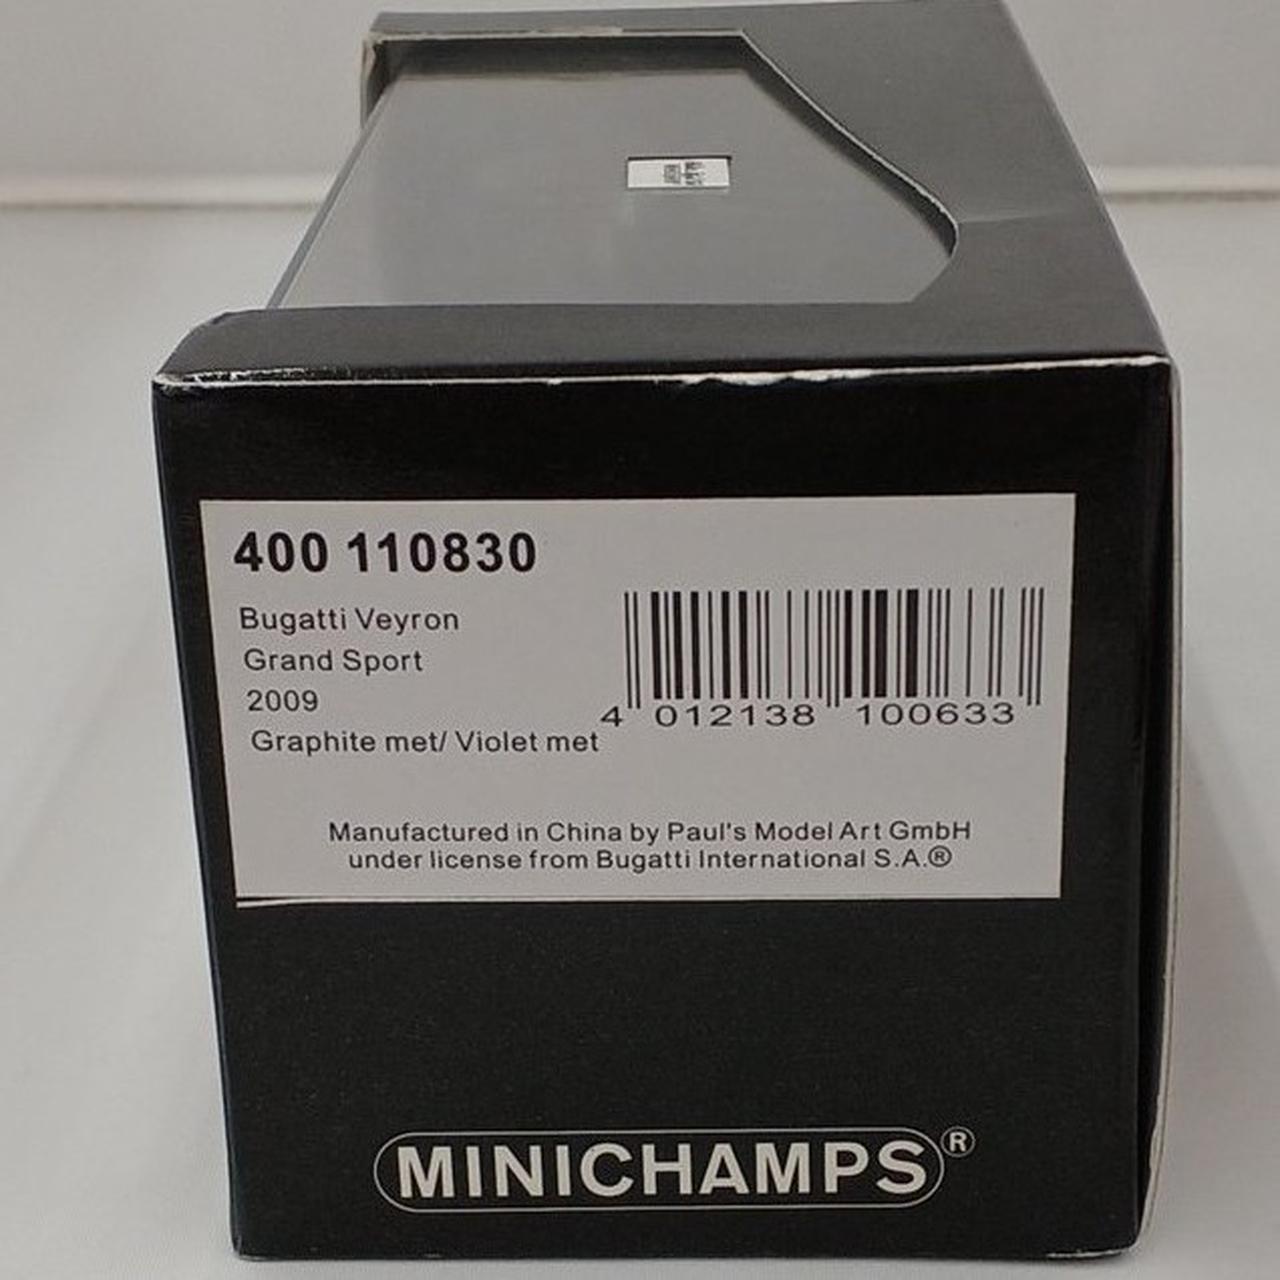 400 110830
Bugatti Veyron
Grand Sport
2009
Graphite met/ Violet met
4 012138 100633
Manufactured in China by Paul's Model Art GmbH
under license from Bugatti International S.A.®
MINICHAMPS®